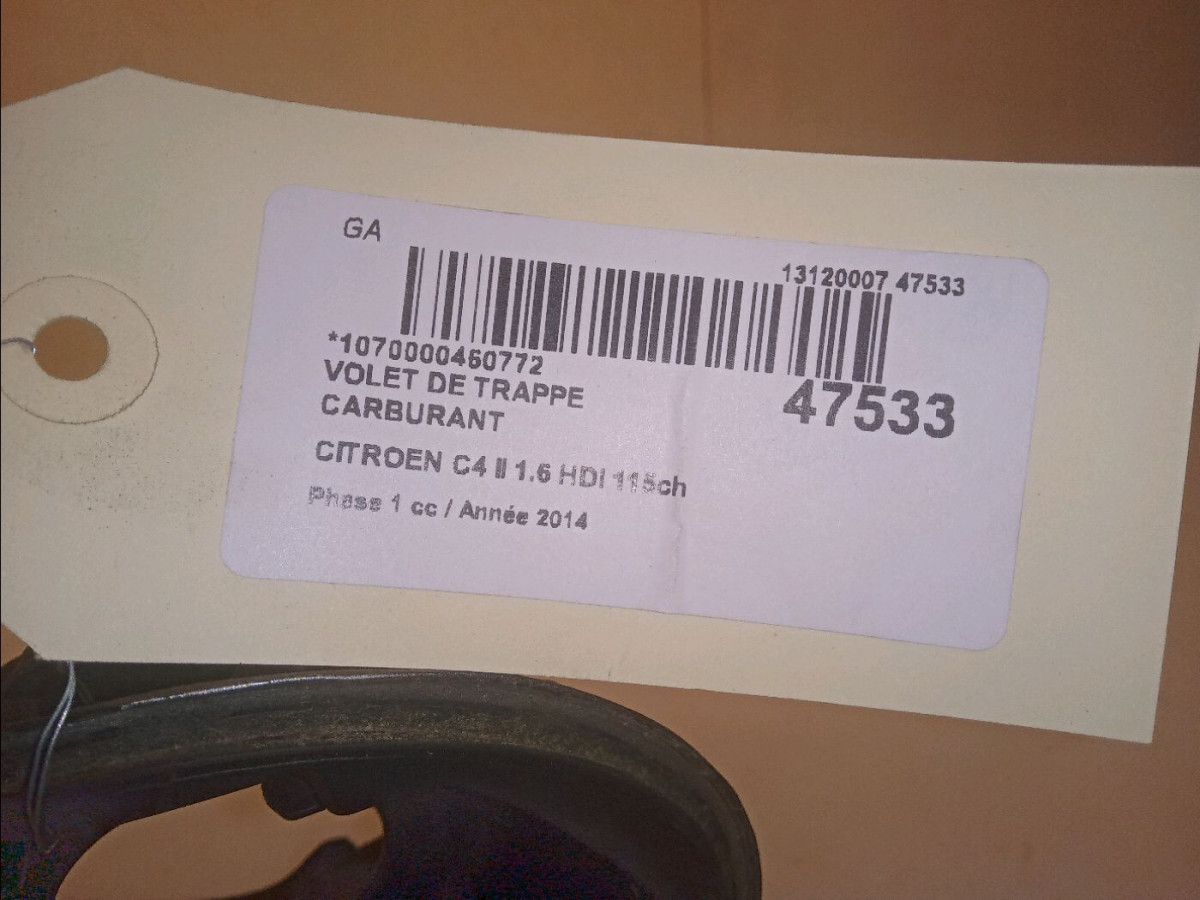 GA
13120007 47533
*1070000460772
47533
VOLET DE TRAPPE
CARBURANT
CITROEN C4 II 1.6 HDI 115ch
Phase 1 cc / Année 2014